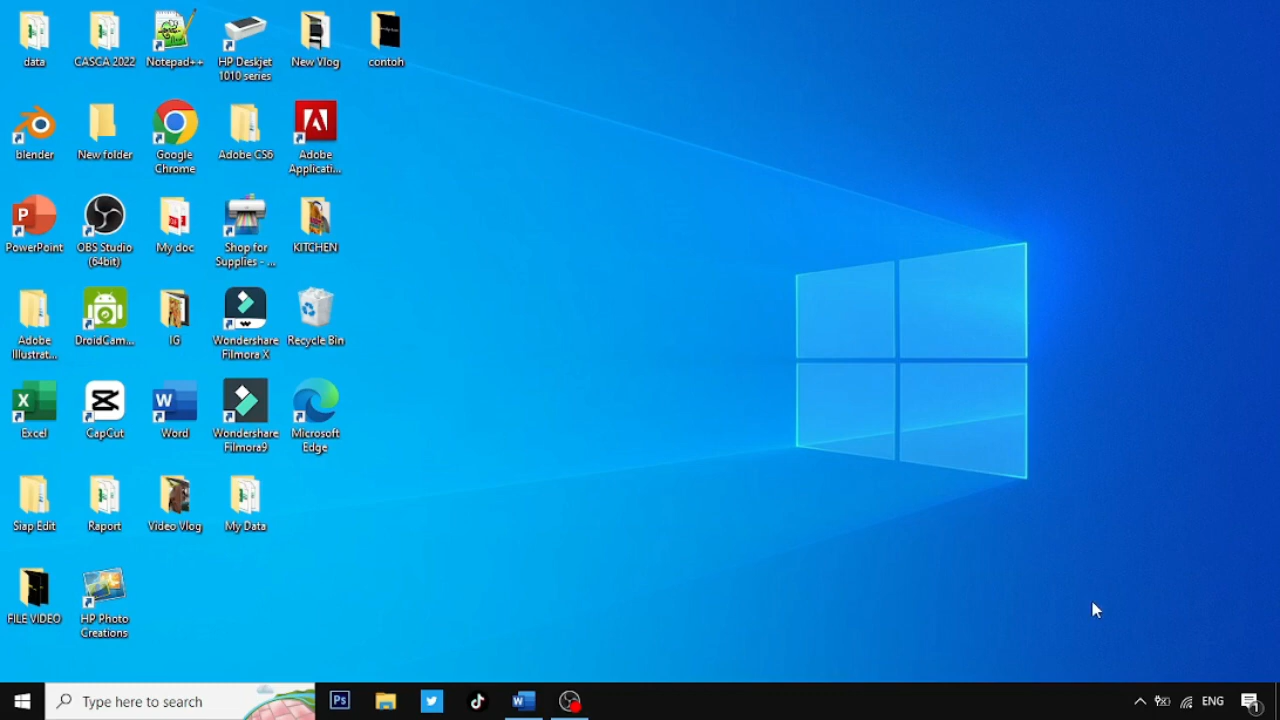 data
CASCA 2022
Notepad++
HP Deskjet
1010 series
New Vlog
contoh
blender
New folder
Google
Chrome
Adobe CS6
Adobe
Applicati...
PowerPoint
OBS Studio
(64bit)
My doc
Shop for
Supplies - ...
KITCHEN
Adobe
Illustrat...
DroidCam...
IG
Wondershare
Filmora X
Recycle Bin
Excel
CapCut
Word
Wondershare
Filmora9
Microsoft
Edge
Siap Edit
Raport
Video Vlog
My Data
FILE VIDEO
HP Photo
Creations
Type here to search
Ps
W
ENG
1